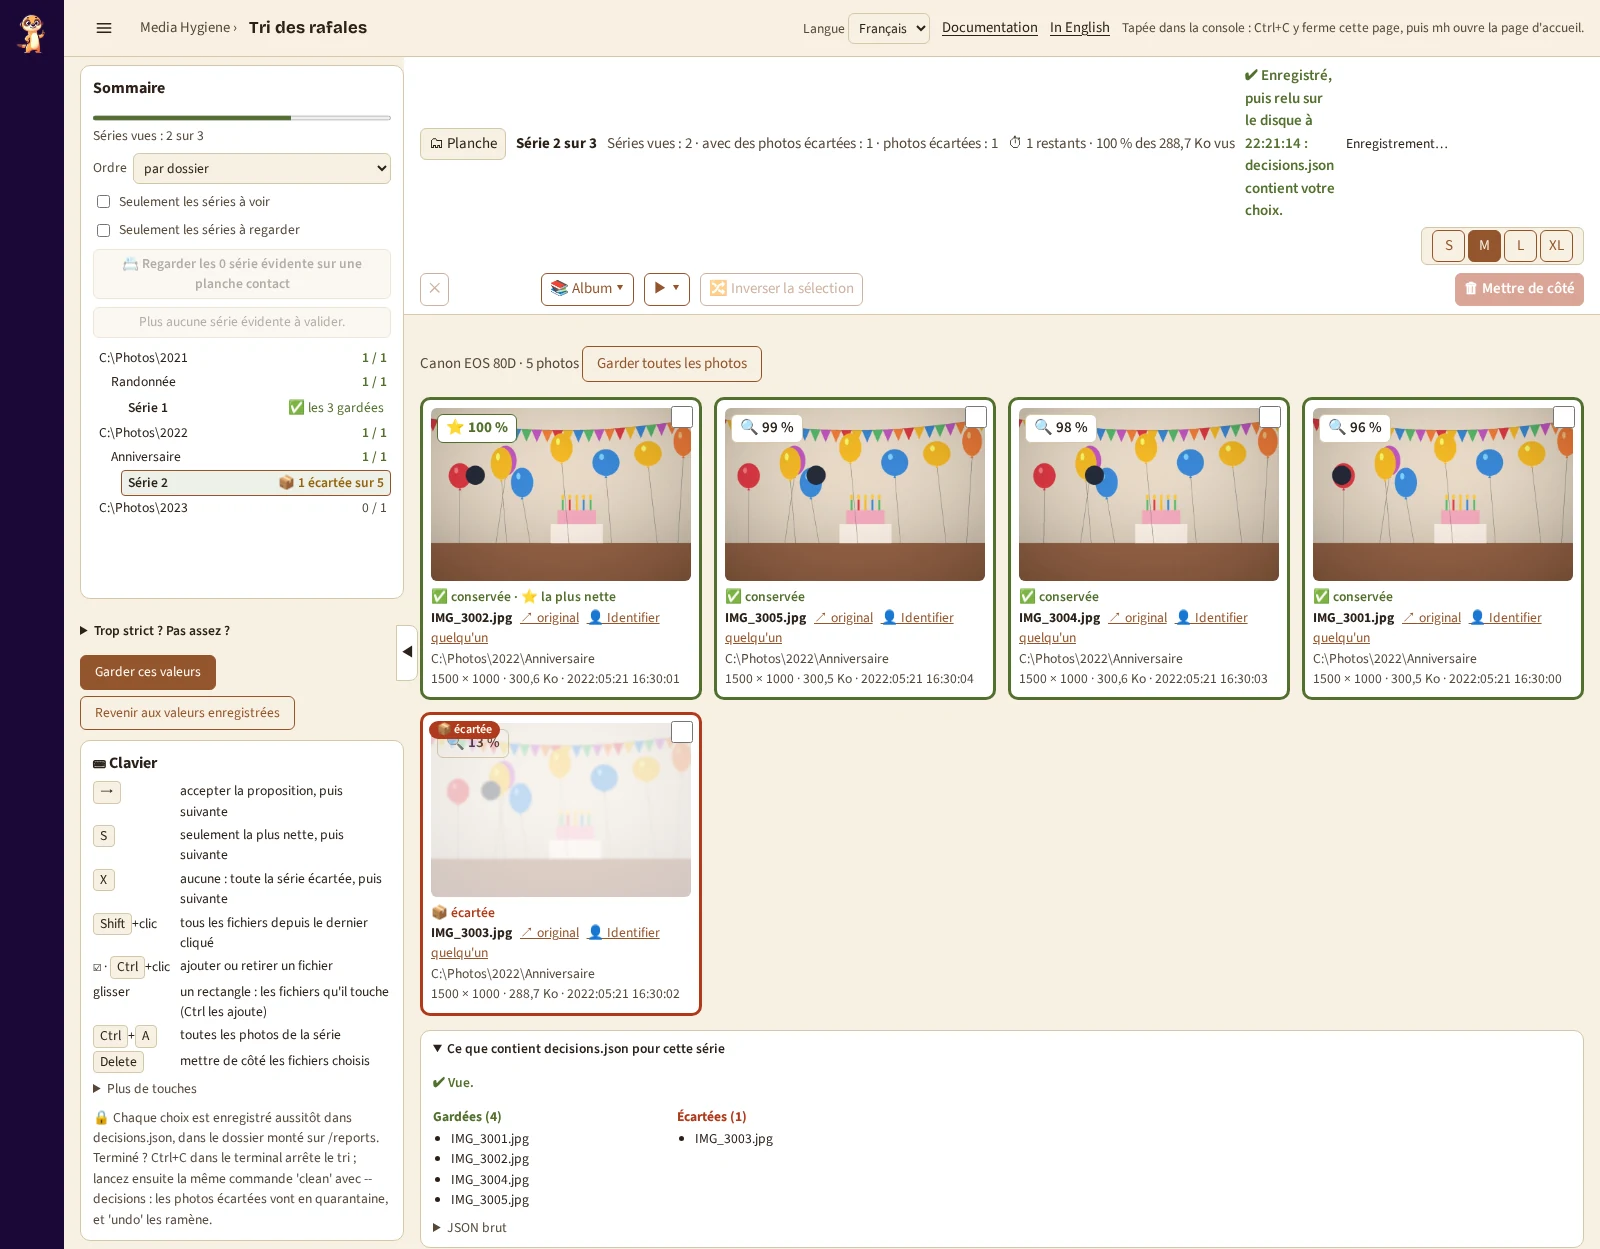 Media Hygiene › Tri des rafales
Langue Français Documentation In English Tapée dans la console : Ctrl+C y ferme cette page, puis mh ouvre la page d'accueil.
Sommaire
Séries vues : 2 sur 3
Ordre par dossier
Seulement les séries à voir
Seulement les séries à regarder
📇 Regarder les 0 série évidente sur une
planche contact
Plus aucune série évidente à valider.
C:\Photos\2021 1 / 1
Randonnée 1 / 1
Série 1 ✅ les 3 gardées
C:\Photos\2022 1 / 1
Anniversaire 1 / 1
Série 2 📦 1 écartée sur 5
C:\Photos\2023 0 / 1
▶ Trop strict ? Pas assez ?
Garder ces valeurs
Revenir aux valeurs enregistrées
⌨ Clavier
→ accepter la proposition, puis
suivante
S seulement la plus nette, puis
suivante
X aucune : toute la série écartée, puis
suivante
Shift+clic tous les fichiers depuis le dernier
cliqué
☑ · Ctrl+clic ajouter ou retirer un fichier
glisser un rectangle : les fichiers qu'il touche
(Ctrl les ajoute)
Ctrl+A toutes les photos de la série
Delete mettre de côté les fichiers choisis
▶ Plus de touches
🔒 Chaque choix est enregistré aussitôt dans
decisions.json, dans le dossier monté sur /reports.
Terminé ? Ctrl+C dans le terminal arrête le tri ;
lancez ensuite la même commande 'clean' avec --
decisions : les photos écartées vont en quarantaine,
et 'undo' les ramène.
🗂 Planche Série 2 sur 3 Séries vues : 2 · avec des photos écartées : 1 · photos écartées : 1 ⏱ 1 restants · 100 % des 288,7 Ko vus
✔ Enregistré,
puis relu sur
le disque à
22:21:14 :
decisions.json
contient votre
choix.
Enregistrement…
S M L XL
✕ 📚 Album ▾ ▶ ▾ 🔀 Inverser la sélection 🗑 Mettre de côté
Canon EOS 80D · 5 photos Garder toutes les photos
⭐ 100 %
✅ conservée · ⭐ la plus nette
IMG_3002.jpg ↗ original 👤 Identifier
quelqu'un
C:\Photos\2022\Anniversaire
1500 × 1000 · 300,6 Ko · 2022:05:21 16:30:01
🔍 99 %
✅ conservée
IMG_3005.jpg ↗ original 👤 Identifier
quelqu'un
C:\Photos\2022\Anniversaire
1500 × 1000 · 300,5 Ko · 2022:05:21 16:30:04
🔍 98 %
✅ conservée
IMG_3004.jpg ↗ original 👤 Identifier
quelqu'un
C:\Photos\2022\Anniversaire
1500 × 1000 · 300,6 Ko · 2022:05:21 16:30:03
🔍 96 %
✅ conservée
IMG_3001.jpg ↗ original 👤 Identifier
quelqu'un
C:\Photos\2022\Anniversaire
1500 × 1000 · 300,5 Ko · 2022:05:21 16:30:00
📦 écartée
🔍 13 %
📦 écartée
IMG_3003.jpg ↗ original 👤 Identifier
quelqu'un
C:\Photos\2022\Anniversaire
1500 × 1000 · 288,7 Ko · 2022:05:21 16:30:02
▼ Ce que contient decisions.json pour cette série
✔ Vue.
Gardées (4)
• IMG_3001.jpg
• IMG_3002.jpg
• IMG_3004.jpg
• IMG_3005.jpg
Écartées (1)
• IMG_3003.jpg
▶ JSON brut